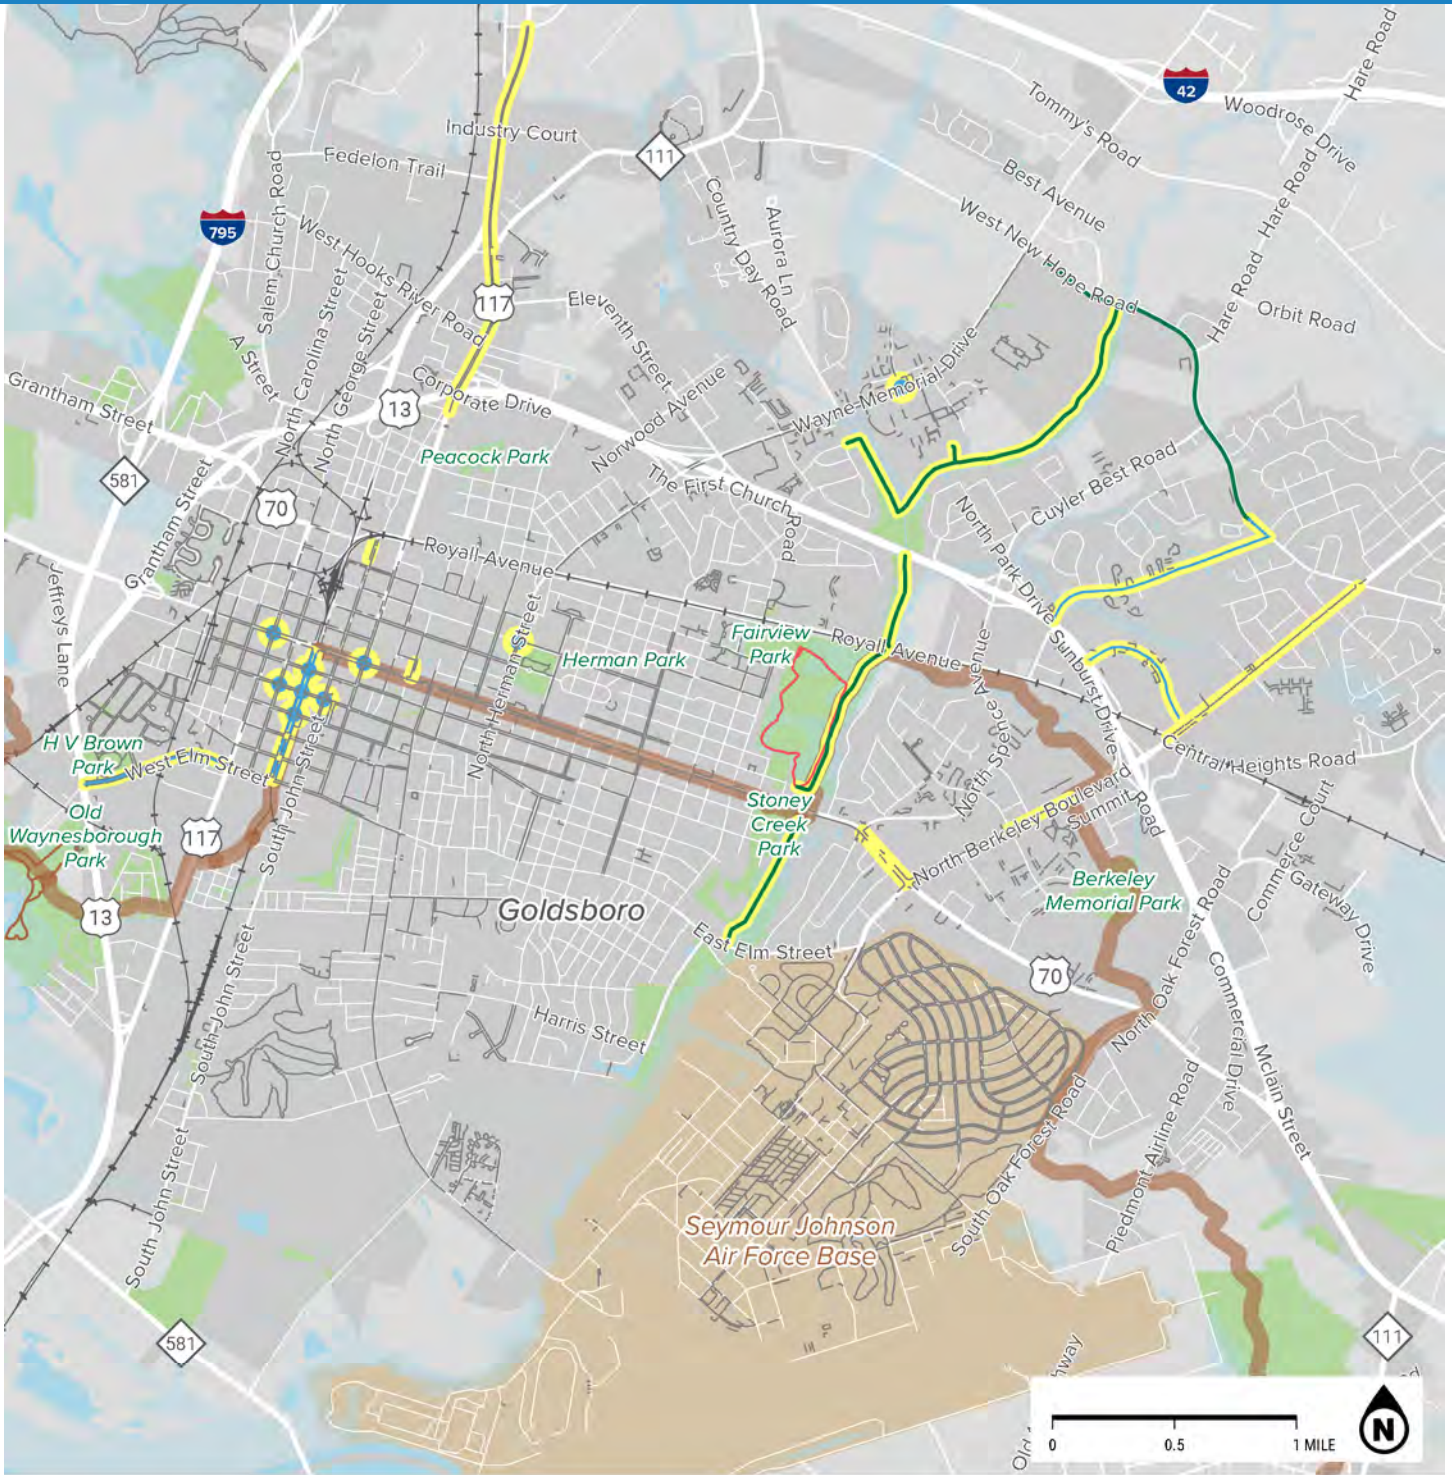 42
Hare Road
Woodrose Drive
Tommy's Road
Industry Court
111
Fedelon Trail
Best Avenue
Salem Church Road
Country Day Road
Aurora Ln
West New Hope Road
Hare Road
Hare Road
795
West Hooks River Road
117
Eleventh Street
Orbit Road
North Carolina Street
North George Street
A Street
Grantham Street
13
Corporate Drive
Norwood Avenue
Wayne Memorial Drive
Peacock Park
Cuyler Best Road
581
70
Grantham Street
The First Church
Road
North Park Drive
Royall Avenue
Jeffreys Lane
Fairview
Park
Royall Avenue
Sunburst Drive
Herman Park
North Herman Street
North Spence Avenue
H V Brown
Park
West Elm Street
South John Street
Central Heights Road
Old
Waynesborough
Park
117
Stoney
Creek
Park
North Berkeley Boulevard
Summit
Road
Commerce Court
Gateway Drive
Berkeley
Memorial Park
13
Goldsboro
East Elm Street
70
North Oak Forest Road
Commercial Drive
South John Street
Harris Street
Mclain Street
South Oak Forest Road
Piedmont Airline Road
South John Street
Seymour Johnson
Air Force Base
581
111
0
0.5
1 MILE
N